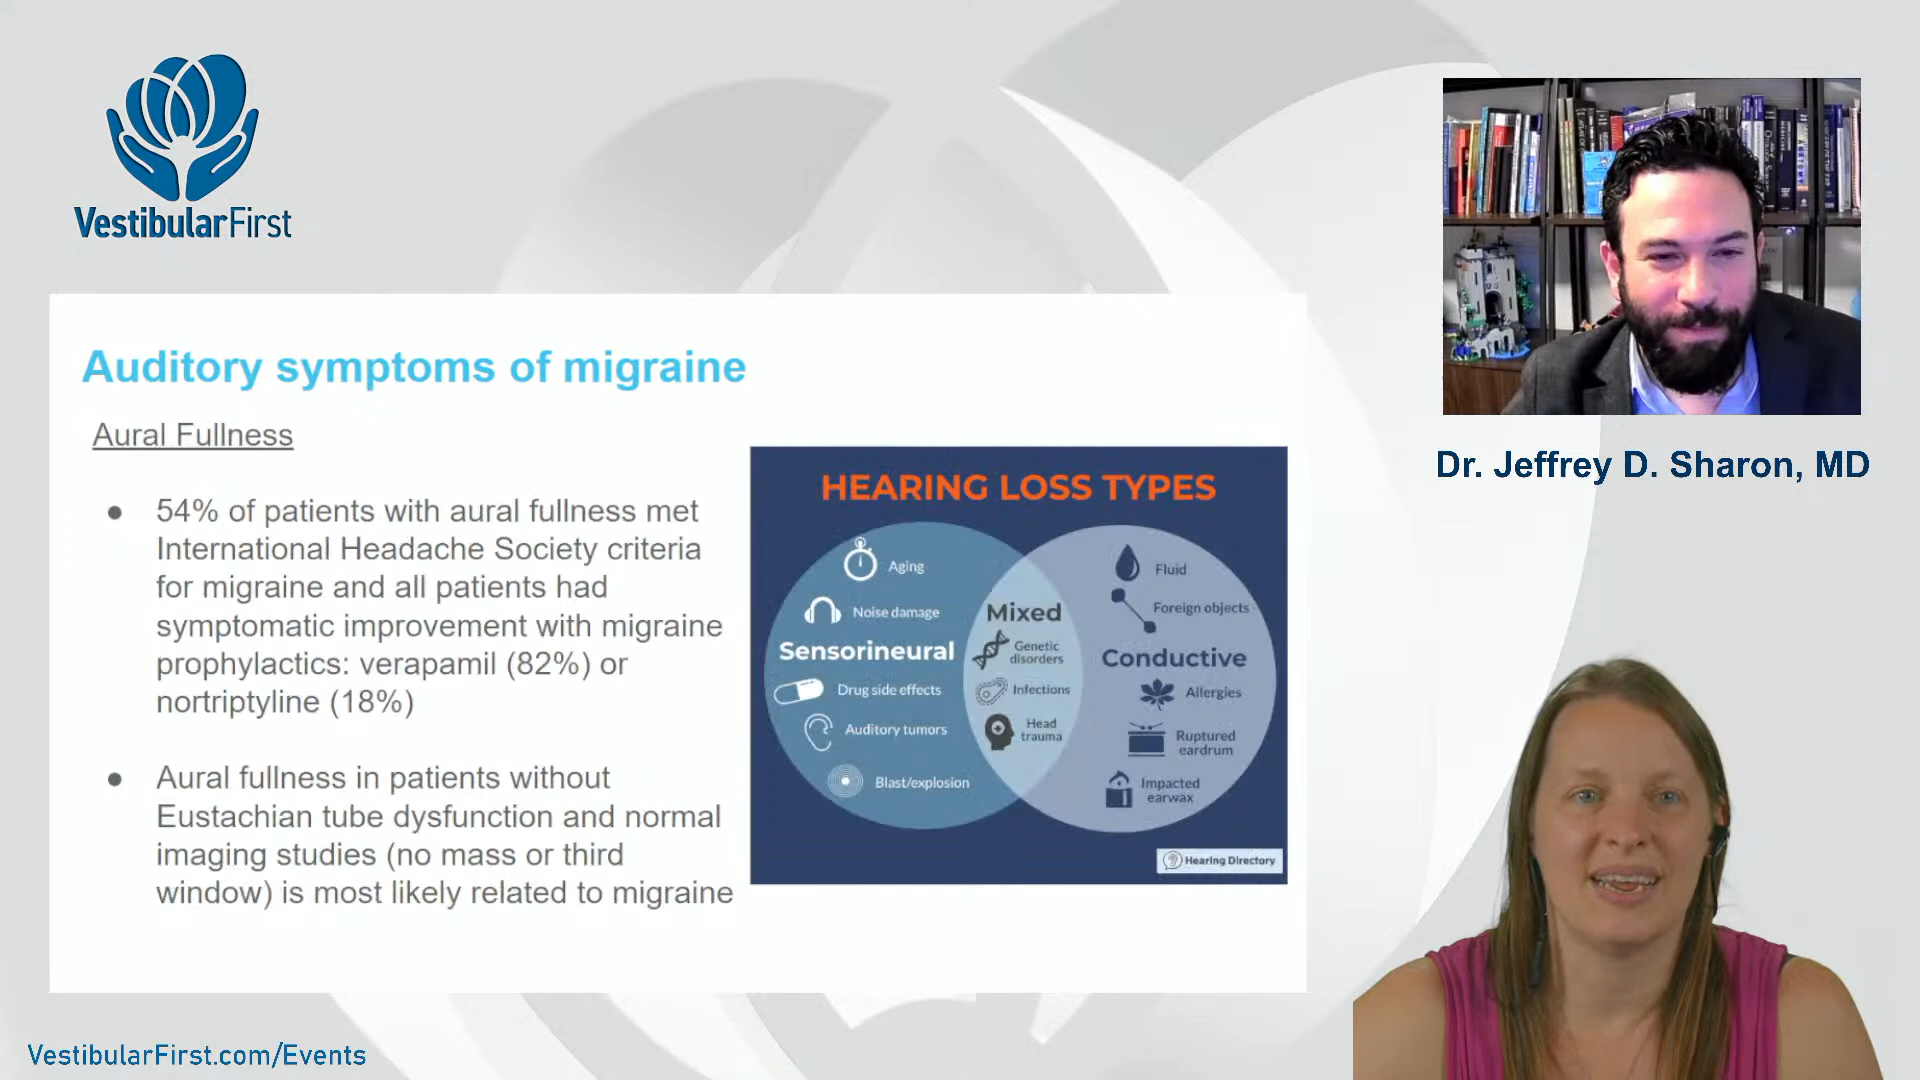 VestibularFirst
Auditory symptoms of migraine
Aural Fullness
● 54% of patients with aural fullness met
International Headache Society criteria
for migraine and all patients had
symptomatic improvement with migraine
prophylactics: verapamil (82%) or
nortriptyline (18%)
● Aural fullness in patients without
Eustachian tube dysfunction and normal
imaging studies (no mass or third
window) is most likely related to migraine
HEARING LOSS TYPES
Sensorineural
Aging
Noise damage
Drug side effects
Auditory tumors
Blast/explosion
Mixed
Genetic
disorders
Infections
Head
trauma
Conductive
Fluid
Foreign objects
Allergies
Ruptured
eardrum
Impacted
earwax
Hearing Directory
Dr. Jeffrey D. Sharon, MD
VestibularFirst.com/Events